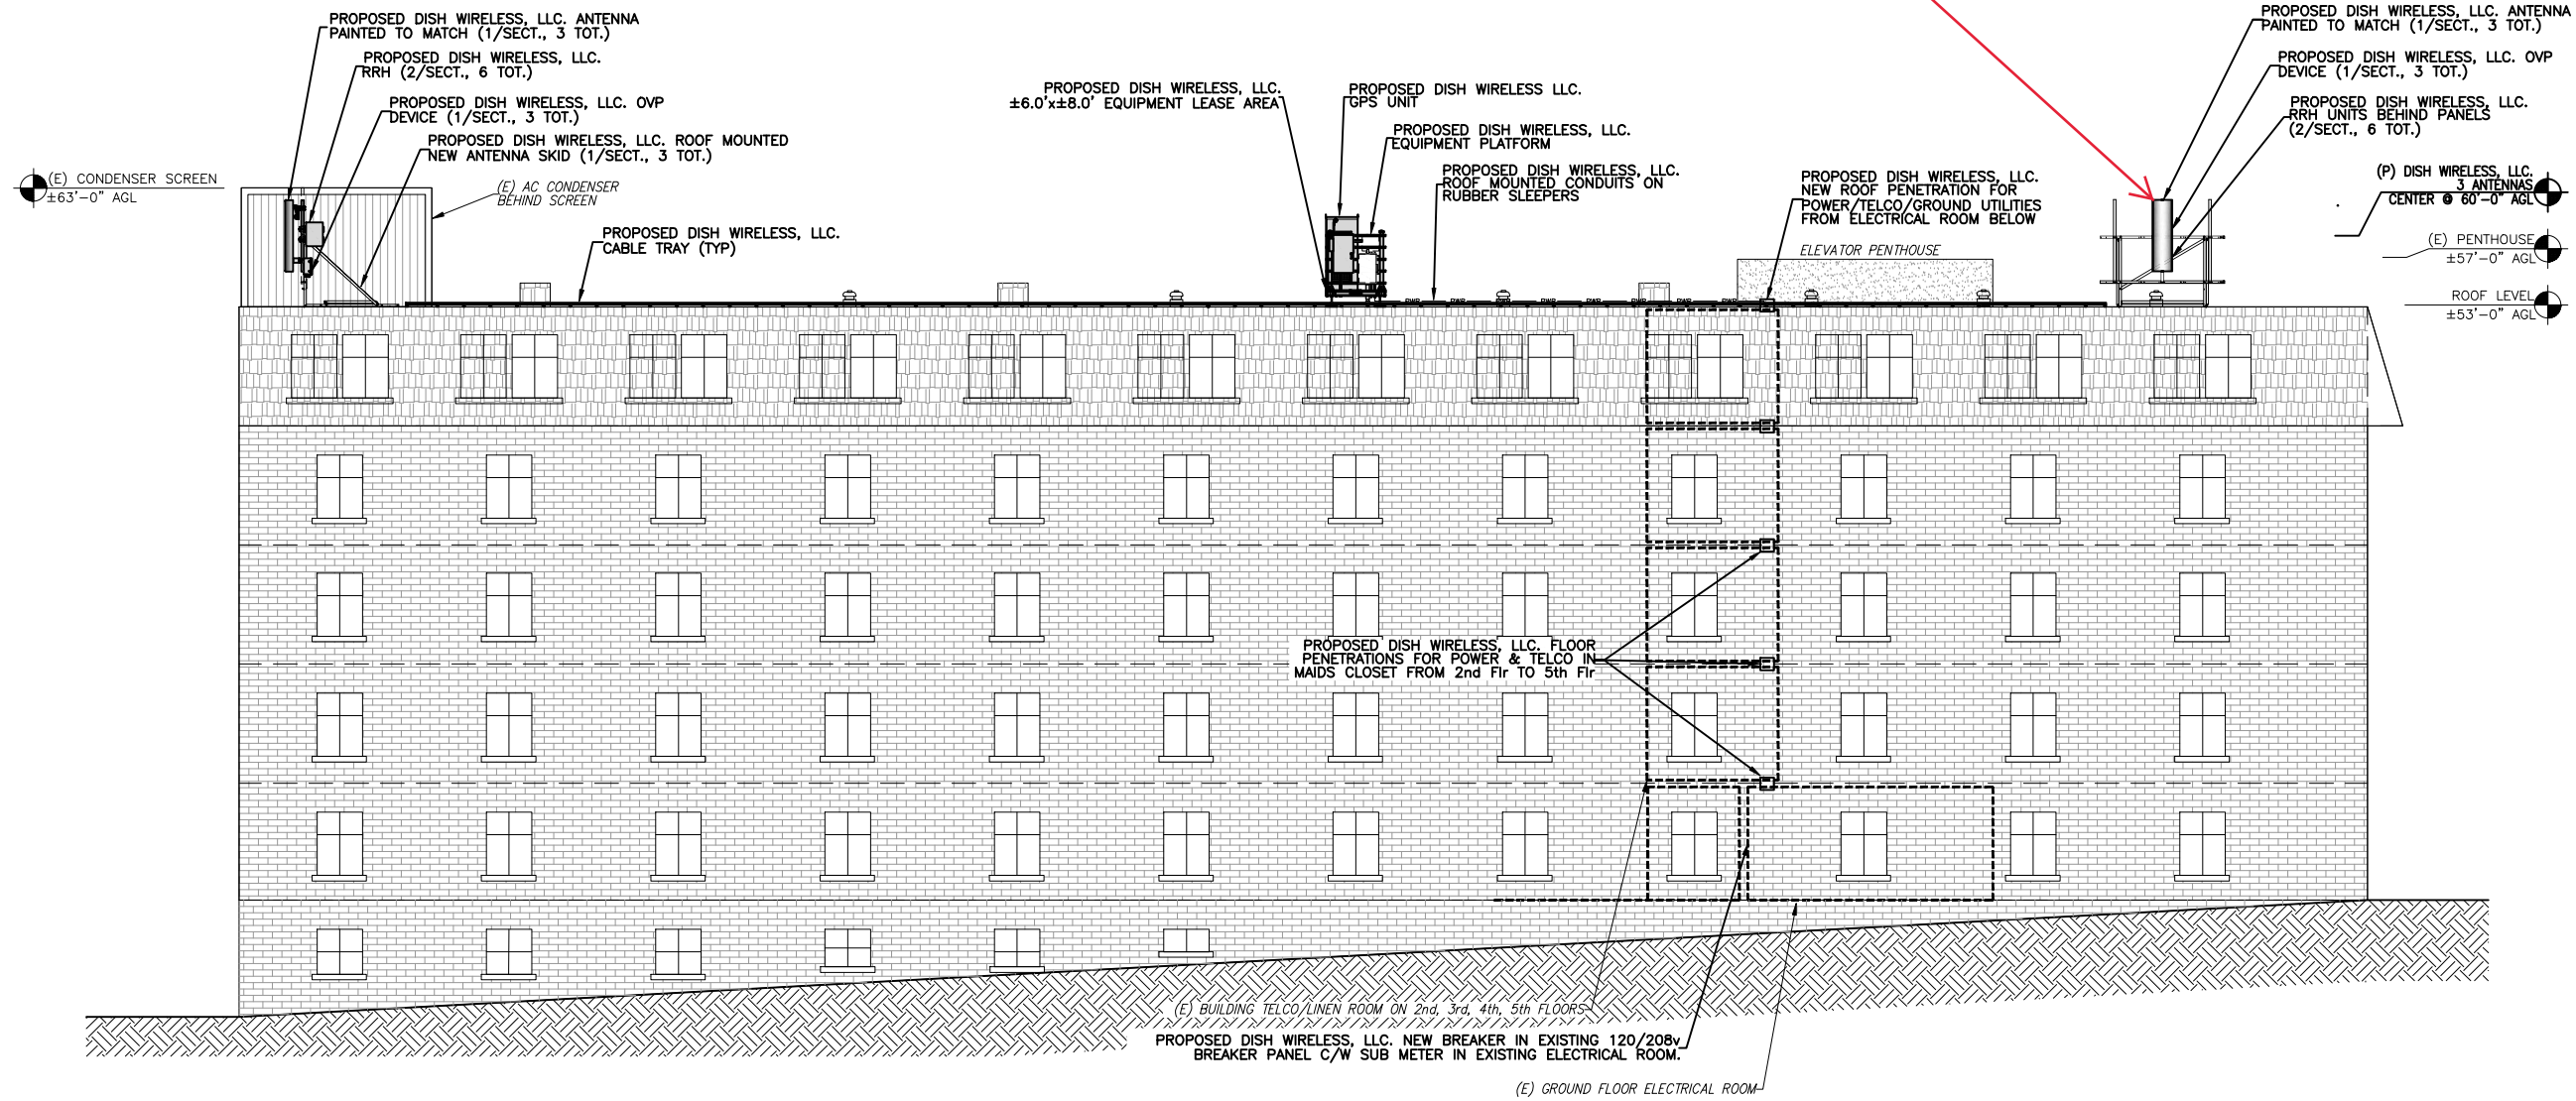 PROPOSED DISH WIRELESS, LLC. ANTENNA
PAINTED TO MATCH (1/SECT., 3 TOT.)
PROPOSED DISH WIRELESS, LLC.
RRH (2/SECT., 6 TOT.)
PROPOSED DISH WIRELESS, LLC. OVP
DEVICE (1/SECT., 3 TOT.)
PROPOSED DISH WIRELESS, LLC. ROOF MOUNTED
NEW ANTENNA SKID (1/SECT., 3 TOT.)
(E) CONDENSER SCREEN
±63'-0" AGL
(E) AC CONDENSER
BEHIND SCREEN
PROPOSED DISH WIRELESS, LLC.
CABLE TRAY (TYP)
PROPOSED DISH WIRELESS, LLC.
±6.0'x±8.0' EQUIPMENT LEASE AREA
PROPOSED DISH WIRELESS LLC.
GPS UNIT
PROPOSED DISH WIRELESS, LLC.
EQUIPMENT PLATFORM
PROPOSED DISH WIRELESS, LLC.
ROOF MOUNTED CONDUITS ON
RUBBER SLEEPERS
PROPOSED DISH WIRELESS, LLC.
NEW ROOF PENETRATION FOR
POWER/TELCO/GROUND UTILITIES
FROM ELECTRICAL ROOM BELOW
ELEVATOR PENTHOUSE
PROPOSED DISH WIRELESS, LLC. ANTENNA
PAINTED TO MATCH (1/SECT., 3 TOT.)
PROPOSED DISH WIRELESS, LLC. OVP
DEVICE (1/SECT., 3 TOT.)
PROPOSED DISH WIRELESS, LLC.
RRH UNITS BEHIND PANELS
(2/SECT., 6 TOT.)
(P) DISH WIRELESS, LLC.
3 ANTENNAS
CENTER @ 60'-0" AGL
(E) PENTHOUSE
±57'-0" AGL
ROOF LEVEL
±53'-0" AGL
PROPOSED DISH WIRELESS, LLC. FLOOR
PENETRATIONS FOR POWER & TELCO IN
MAIDS CLOSET FROM 2nd Flr TO 5th Flr
(E) BUILDING TELCO/LINEN ROOM ON 2nd, 3rd, 4th, 5th FLOORS
PROPOSED DISH WIRELESS, LLC. NEW BREAKER IN EXISTING 120/208v
BREAKER PANEL C/W SUB METER IN EXISTING ELECTRICAL ROOM.
(E) GROUND FLOOR ELECTRICAL ROOM